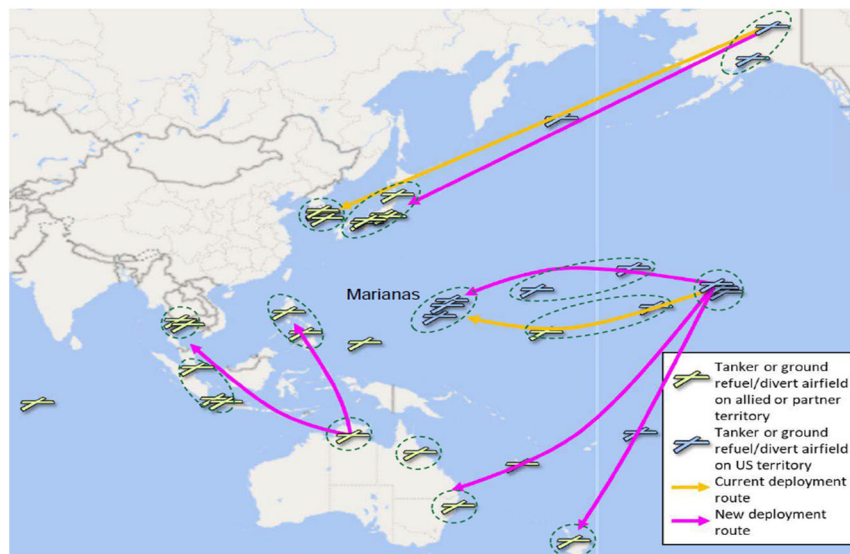 Marianas
Tanker or ground
refuel/divert airfield
on allied or partner
territory
Tanker or ground
refuel/divert airfield
on US territory
Current deployment
route
New deployment
route